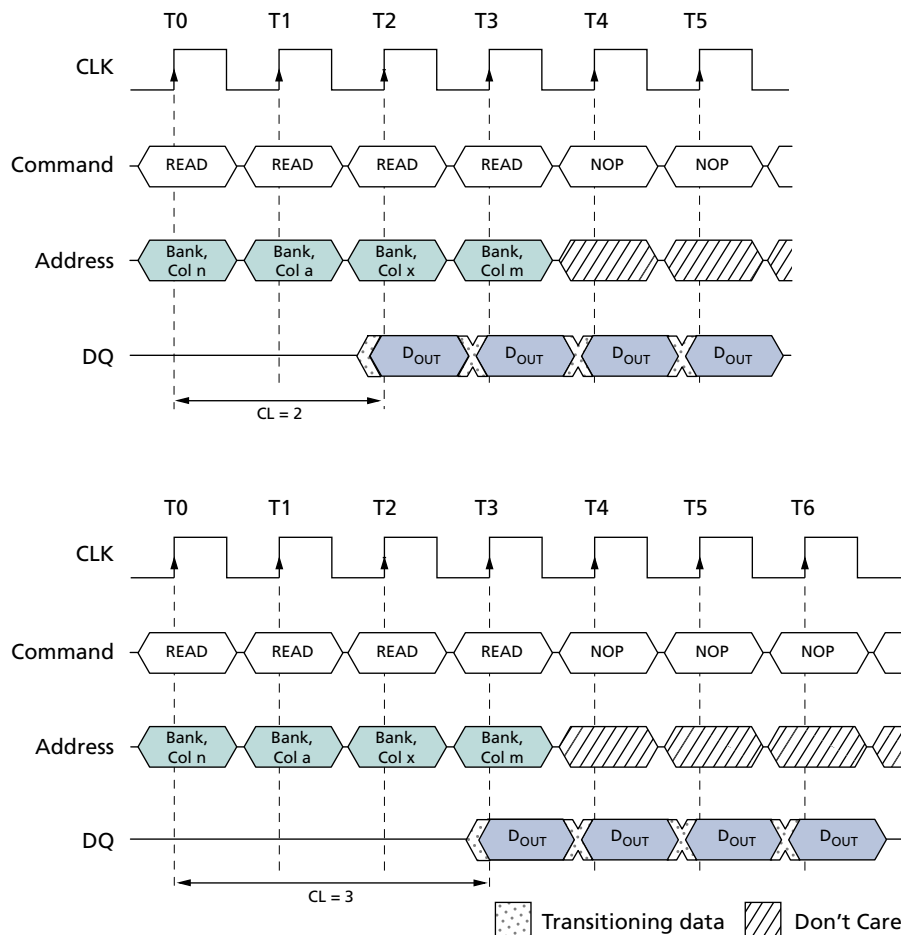 T0 T1 T2 T3 T4 T5
CLK
Command READ READ READ READ NOP NOP
Address Bank, Col n Bank, Col a Bank, Col x Bank, Col m
DQ DOUT DOUT DOUT DOUT
CL = 2
T0 T1 T2 T3 T4 T5 T6
CLK
Command READ READ READ READ NOP NOP NOP
Address Bank, Col n Bank, Col a Bank, Col x Bank, Col m
DQ DOUT DOUT DOUT DOUT
CL = 3
Transitioning data Don't Care